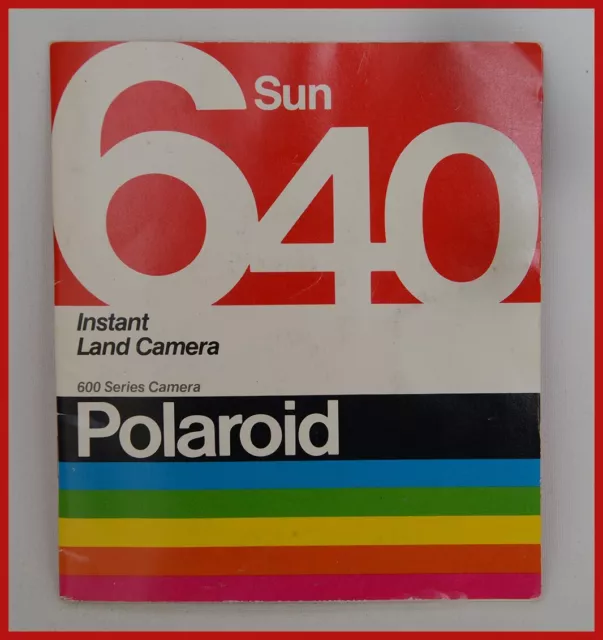 Sun
640
Instant
Land Camera
600 Series Camera
Polaroid